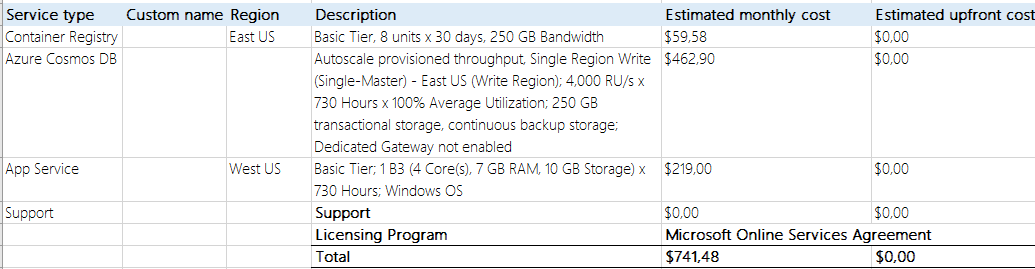 Service type Custom name Region Description Estimated monthly cost Estimated upfront cost
Container Registry East US Basic Tier, 8 units x 30 days, 250 GB Bandwidth $59,58 $0,00
Azure Cosmos DB Autoscale provisioned throughput, Single Region Write $462,90 $0,00
(Single-Master) - East US (Write Region); 4,000 RU/s x
730 Hours x 100% Average Utilization; 250 GB
transactional storage, continuous backup storage;
Dedicated Gateway not enabled
App Service West US Basic Tier; 1 B3 (4 Core(s), 7 GB RAM, 10 GB Storage) x $219,00 $0,00
730 Hours; Windows OS
Support Support $0,00 $0,00
Licensing Program Microsoft Online Services Agreement
Total $741,48 $0,00